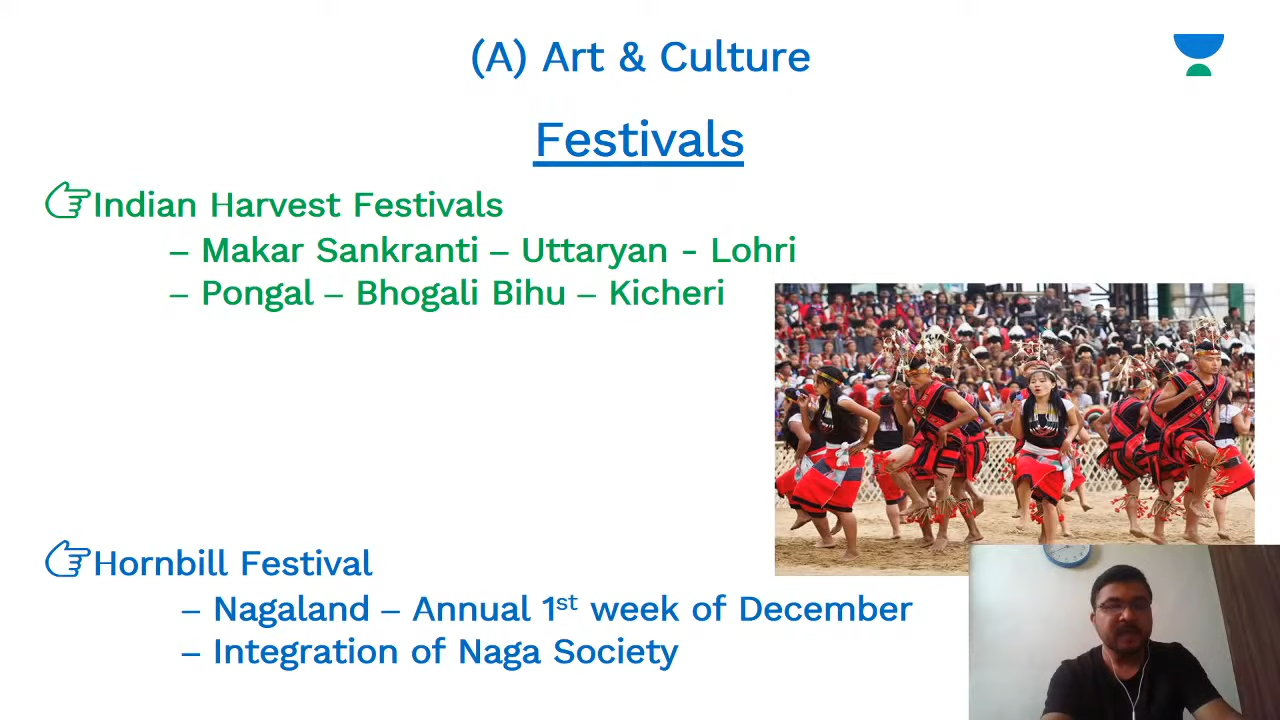 (A) Art & Culture
Festivals
Indian Harvest Festivals
– Makar Sankranti – Uttaryan - Lohri
– Pongal – Bhogali Bihu – Kicheri
Hornbill Festival
– Nagaland – Annual 1st week of December
– Integration of Naga Society